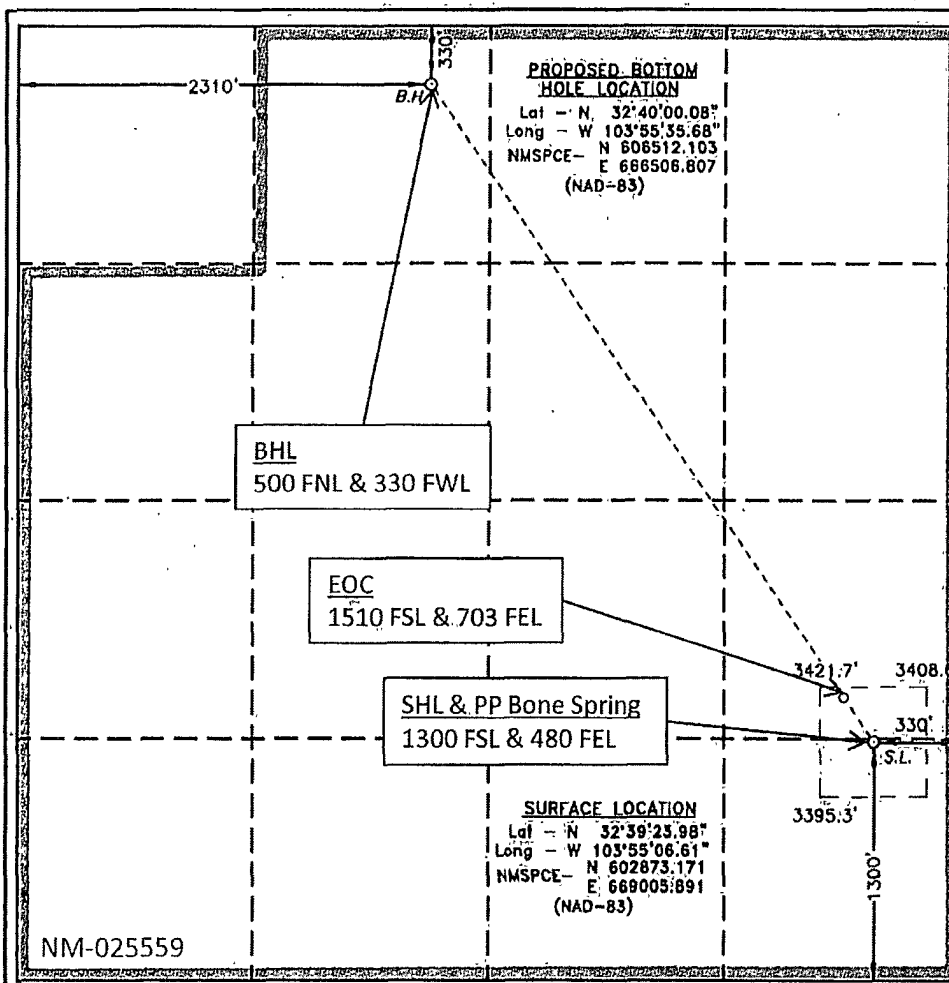 330'
2310'
B.H.
PROPOSED BOTTOM
HOLE LOCATION
Lat - N 32°40'00.08"
Long - W 103°55'35.68"
NMSPCE- N 606512.103
E 666506.807
(NAD-83)
BHL
500 FNL & 330 FWL
EOC
1510 FSL & 703 FEL
3421.7'
SHL & PP Bone Spring
1300 FSL & 480 FEL
330'
S.L.
3395.3'
SURFACE LOCATION
Lat - N 32°39'23.98"
Long - W 103°55'06.61"
NMSPCE- N 602873.171
E 669005.891
(NAD-83)
1300'
NM-025559